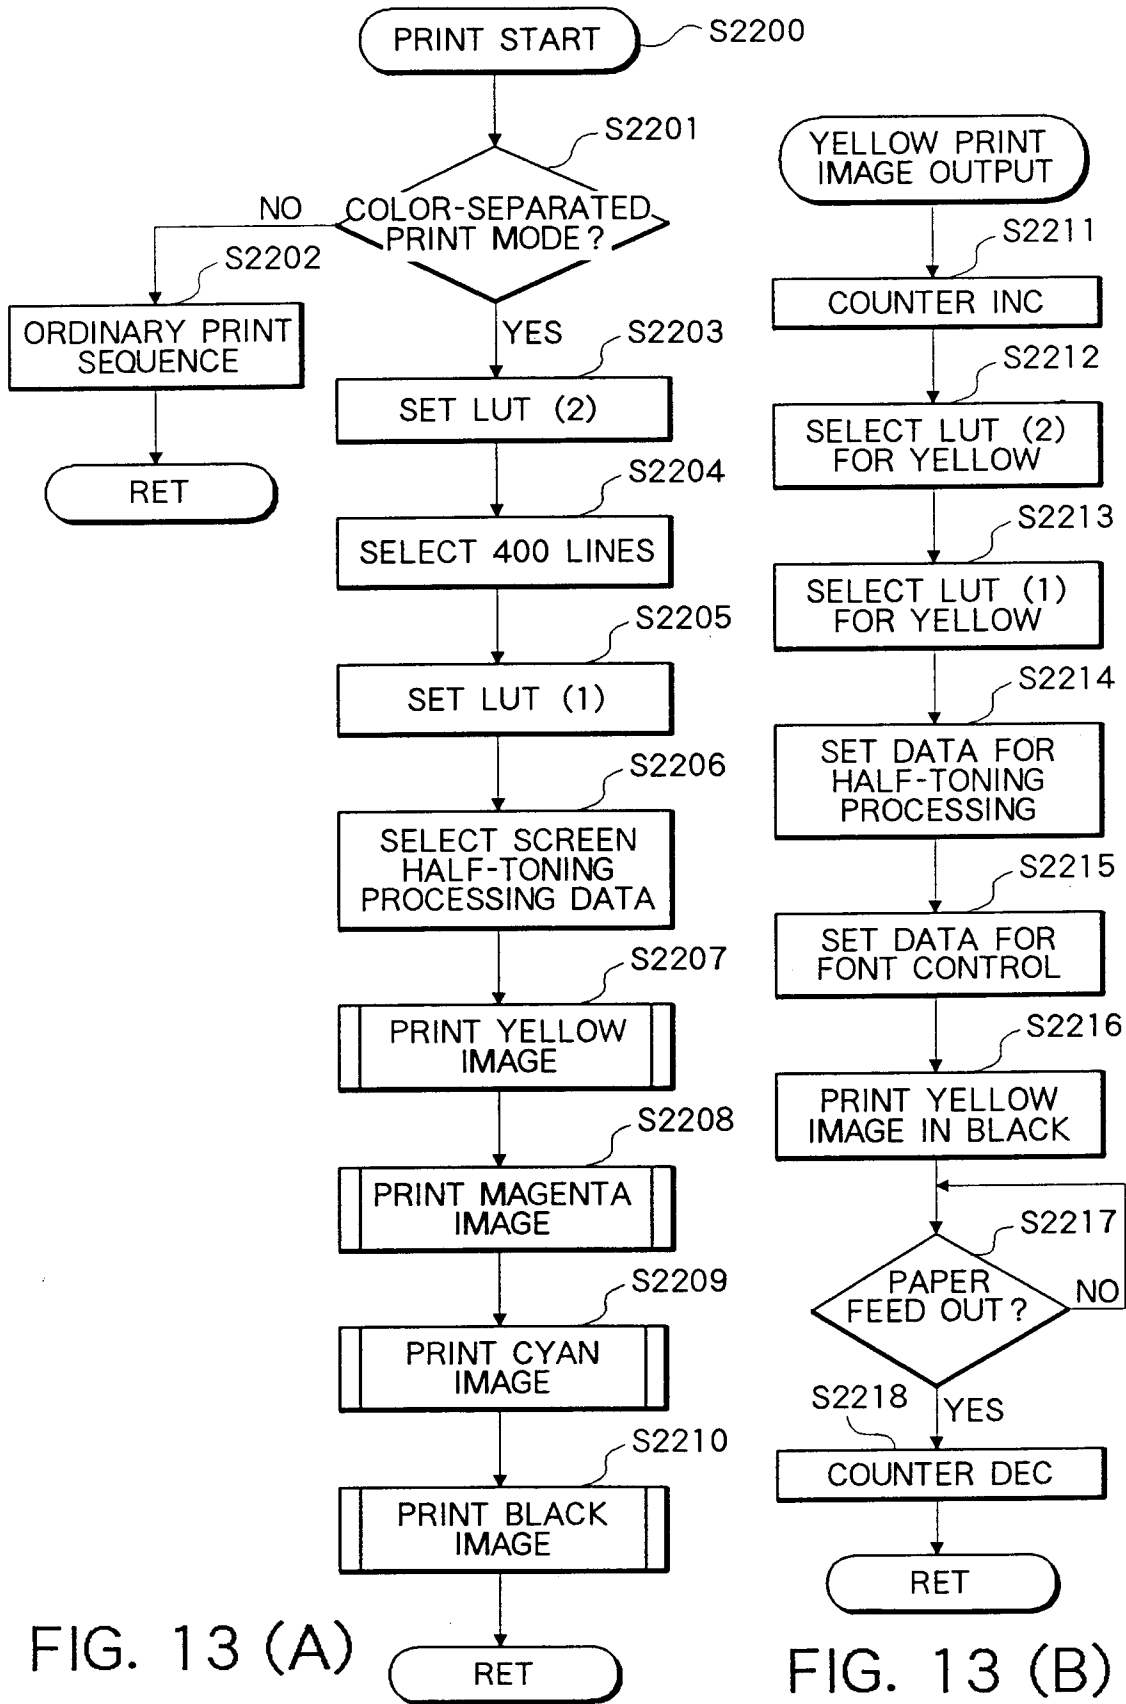 PRINT START
S2200
S2201
COLOR-SEPARATED
PRINT MODE?
NO
S2202
ORDINARY PRINT
SEQUENCE
RET
YES
S2203
SET LUT (2)
S2204
SELECT 400 LINES
S2205
SET LUT (1)
S2206
SELECT SCREEN
HALF-TONING
PROCESSING DATA
S2207
PRINT YELLOW
IMAGE
S2208
PRINT MAGENTA
IMAGE
S2209
PRINT CYAN
IMAGE
S2210
PRINT BLACK
IMAGE
RET
FIG. 13 (A)
YELLOW PRINT
IMAGE OUTPUT
S2211
COUNTER INC
S2212
SELECT LUT (2)
FOR YELLOW
S2213
SELECT LUT (1)
FOR YELLOW
S2214
SET DATA FOR
HALF-TONING
PROCESSING
S2215
SET DATA FOR
FONT CONTROL
S2216
PRINT YELLOW
IMAGE IN BLACK
S2217
PAPER
FEED OUT?
NO
S2218
YES
COUNTER DEC
RET
FIG. 13 (B)